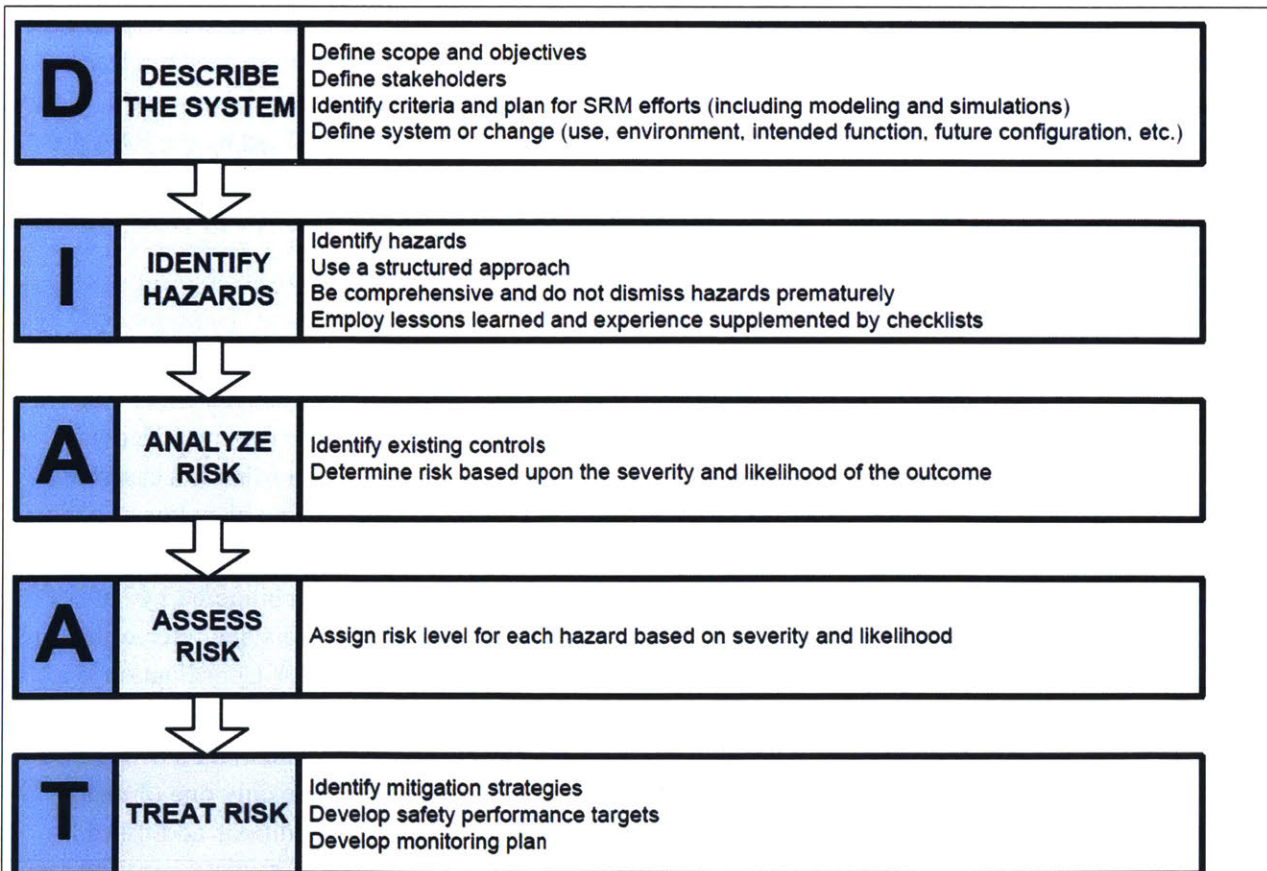 D
DESCRIBE
THE SYSTEM
Define scope and objectives
Define stakeholders
Identify criteria and plan for SRM efforts (including modeling and simulations)
Define system or change (use, environment, intended function, future configuration, etc.)
I
IDENTIFY
HAZARDS
Identify hazards
Use a structured approach
Be comprehensive and do not dismiss hazards prematurely
Employ lessons learned and experience supplemented by checklists
A
ANALYZE
RISK
Identify existing controls
Determine risk based upon the severity and likelihood of the outcome
A
ASSESS
RISK
Assign risk level for each hazard based on severity and likelihood
T
TREAT RISK
Identify mitigation strategies
Develop safety performance targets
Develop monitoring plan